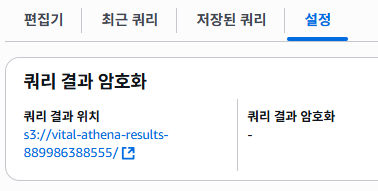 편집기 최근 쿼리 저장된 쿼리 설정
쿼리 결과 암호화
쿼리 결과 위치
s3://vital-athena-results-
889986388555/
쿼리 결과 암호화
-